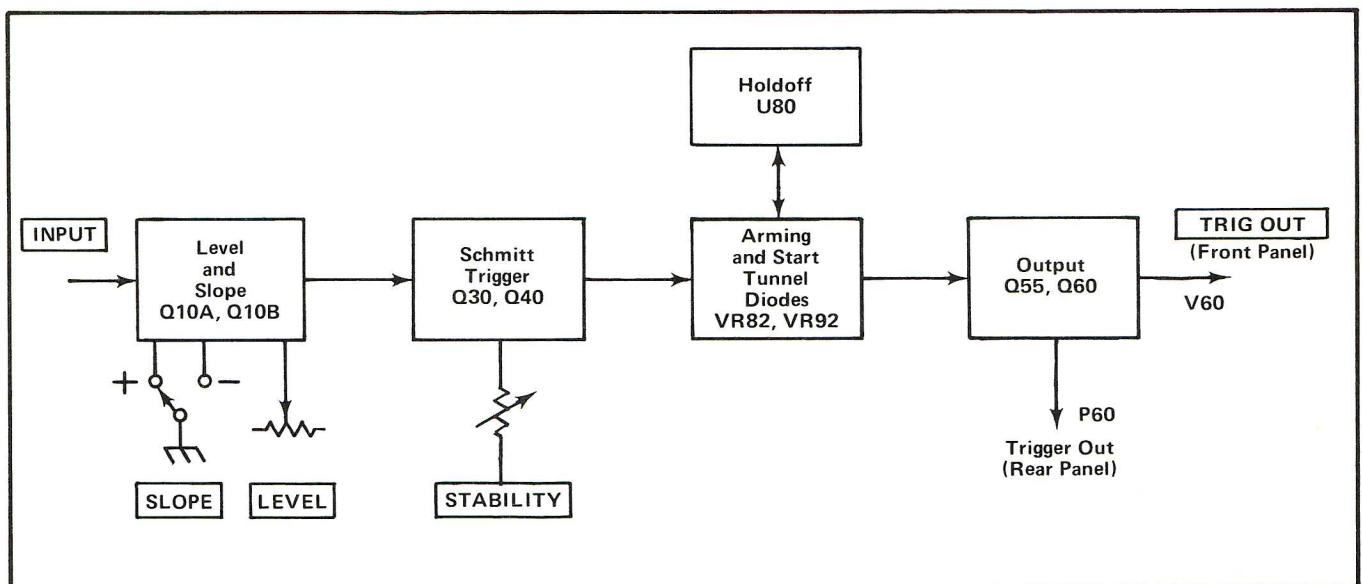 Holdoff
U80
INPUT
Level
and
Slope
Q10A, Q10B
Schmitt
Trigger
Q30, Q40
Arming
and Start
Tunnel
Diodes
VR82, VR92
Output
Q55, Q60
TRIG OUT
(Front Panel)
V60
+
−
P60
Trigger Out
(Rear Panel)
SLOPE
LEVEL
STABILITY